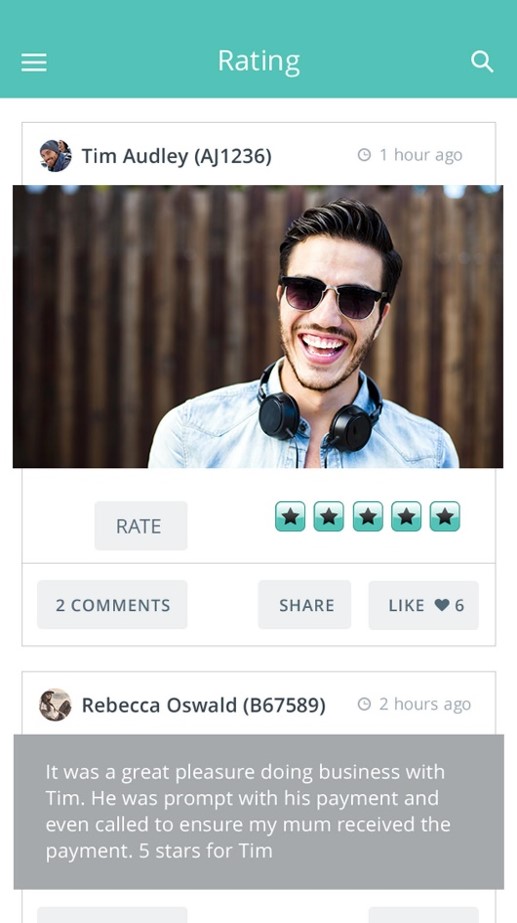 Rating
Tim Audley (AJ1236) 1 hour ago
RATE
2 COMMENTS SHARE LIKE ♥ 6
Rebecca Oswald (B67589) 2 hours ago
It was a great pleasure doing business with
Tim. He was prompt with his payment and
even called to ensure my mum received the
payment. 5 stars for Tim